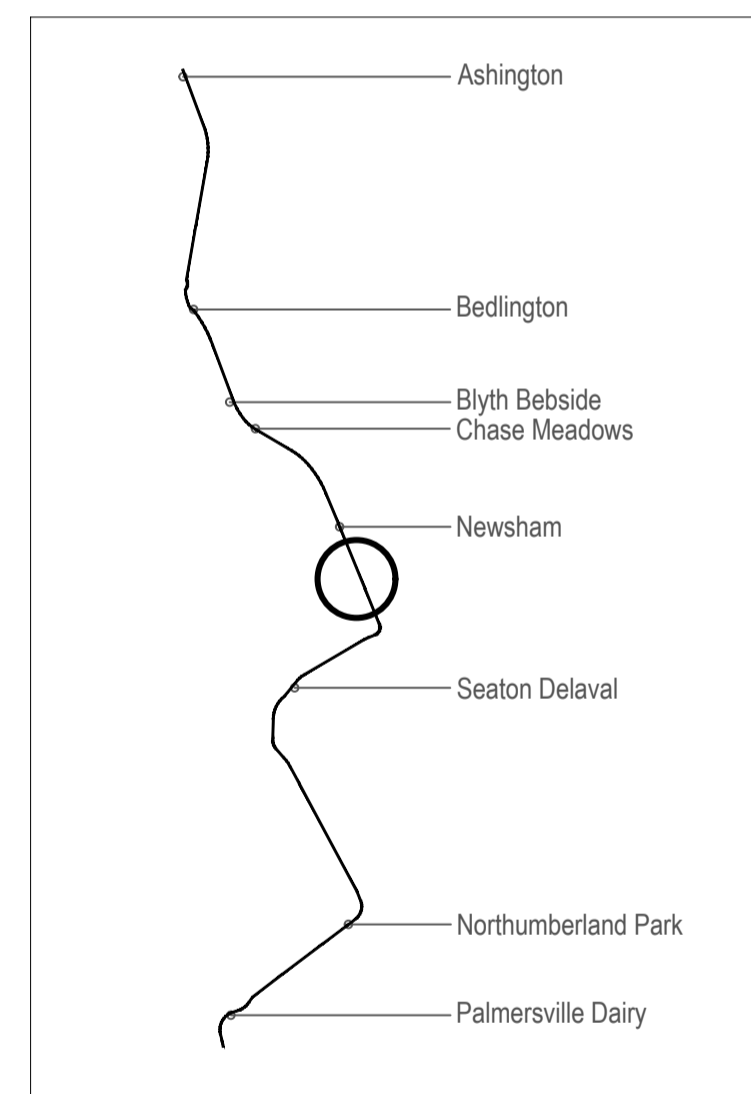 Ashington
Bedlington
Blyth Bebside
Chase Meadows
Newsham
Seaton Delaval
Northumberland Park
Palmersville Dairy